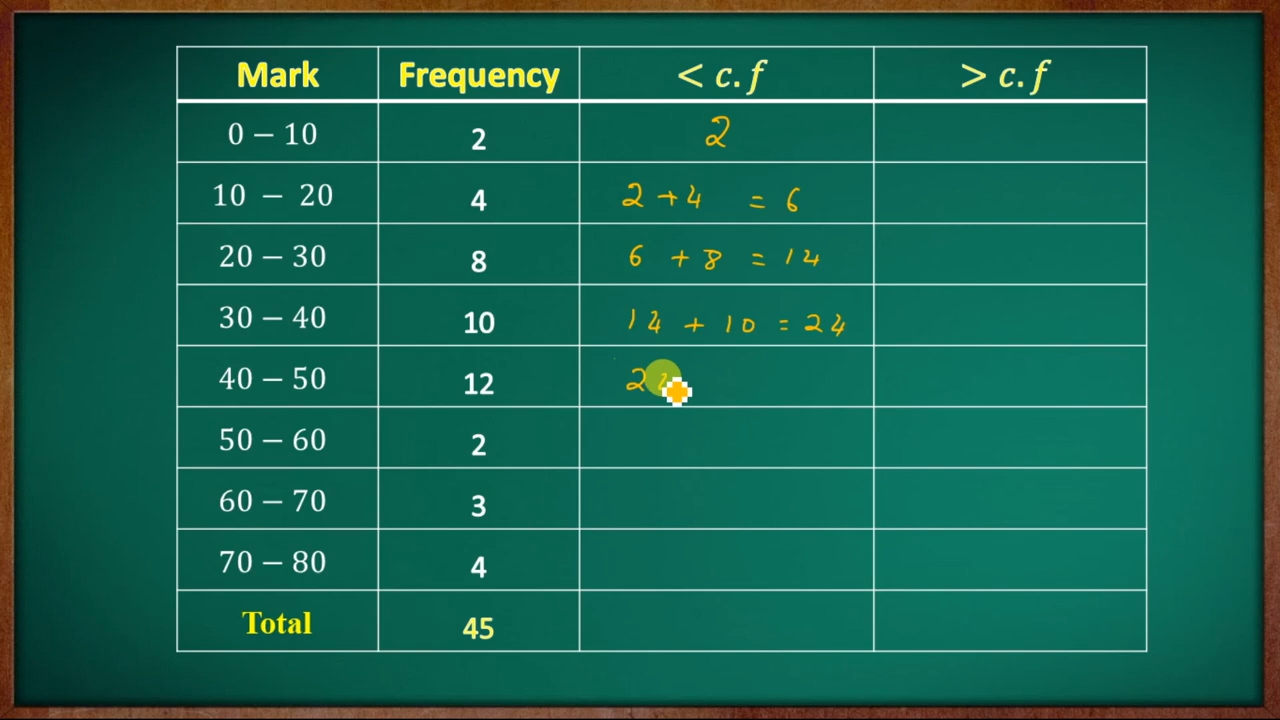 Mark Frequency < c.f > c.f
0 – 10 2 2
10 – 20 4 2 + 4 = 6
20 – 30 8 6 + 8 = 14
30 – 40 10 14 + 10 = 24
40 – 50 12 2
50 – 60 2
60 – 70 3
70 – 80 4
Total 45